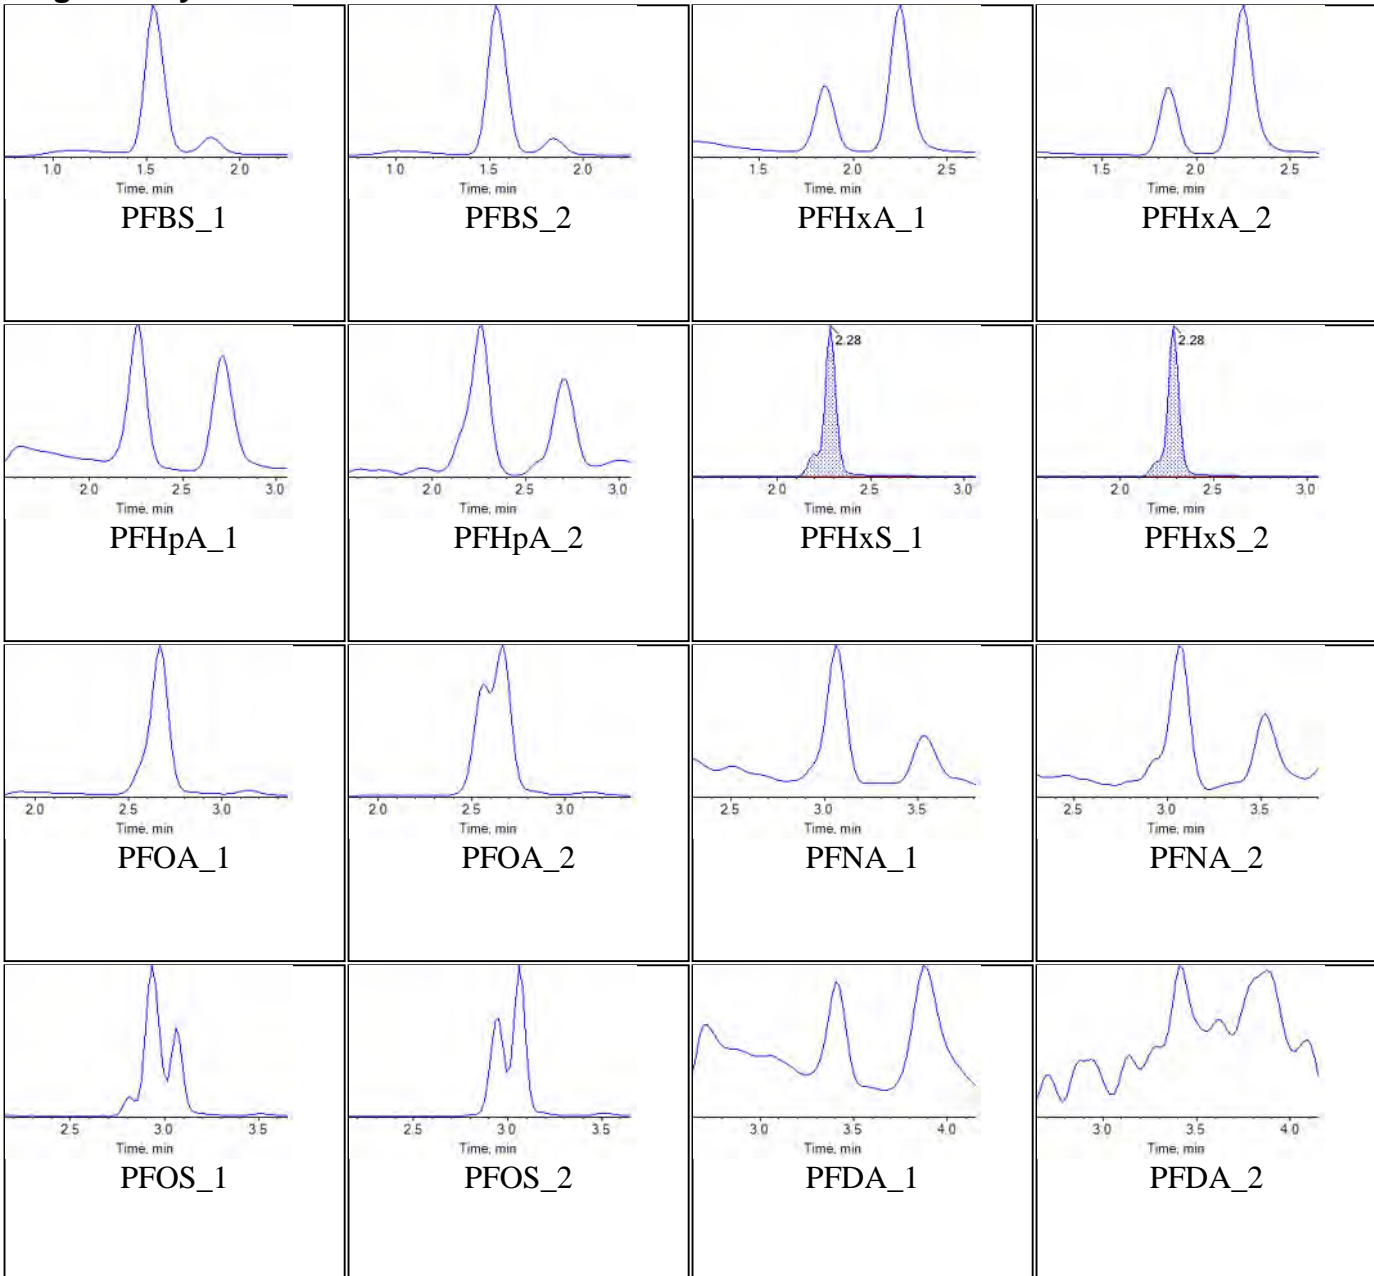 1.0 1.5 2.0
Time, min
PFBS_1
1.0 1.5 2.0
Time, min
PFBS_2
1.5 2.0 2.5
Time, min
PFHxA_1
1.5 2.0 2.5
Time, min
PFHxA_2
2.0 2.5 3.0
Time, min
PFHpA_1
2.0 2.5 3.0
Time, min
PFHpA_2
2.28
2.0 2.5 3.0
Time, min
PFHxS_1
2.28
2.0 2.5 3.0
Time, min
PFHxS_2
2.0 2.5 3.0
Time, min
PFOA_1
2.0 2.5 3.0
Time, min
PFOA_2
2.5 3.0 3.5
Time, min
PFNA_1
2.5 3.0 3.5
Time, min
PFNA_2
2.5 3.0 3.5
Time, min
PFOS_1
2.5 3.0 3.5
Time, min
PFOS_2
3.0 3.5 4.0
Time, min
PFDA_1
3.0 3.5 4.0
Time, min
PFDA_2